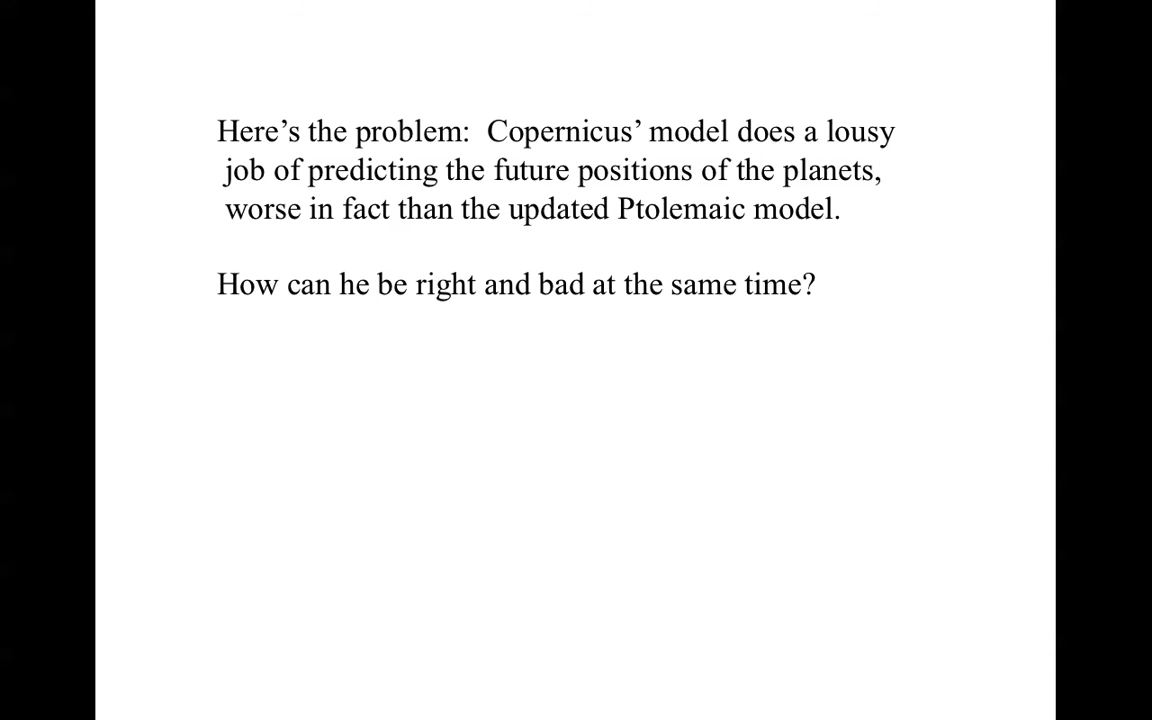 Here’s the problem:  Copernicus’ model does a lousy
job of predicting the future positions of the planets,
worse in fact than the updated Ptolemaic model.
How can he be right and bad at the same time?